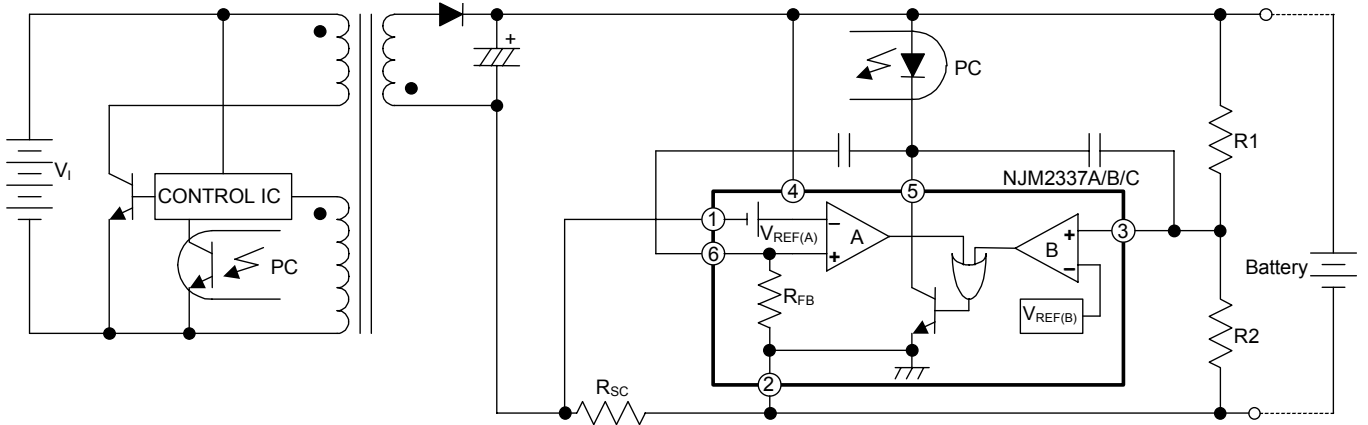 +
PC
R1
V_I
NJM2337A/B/C
4
5
CONTROL IC
1
−
3
V_REF(A)
A
B
+
6
+
−
PC
R_FB
Battery
V_REF(B)
R2
2
R_SC